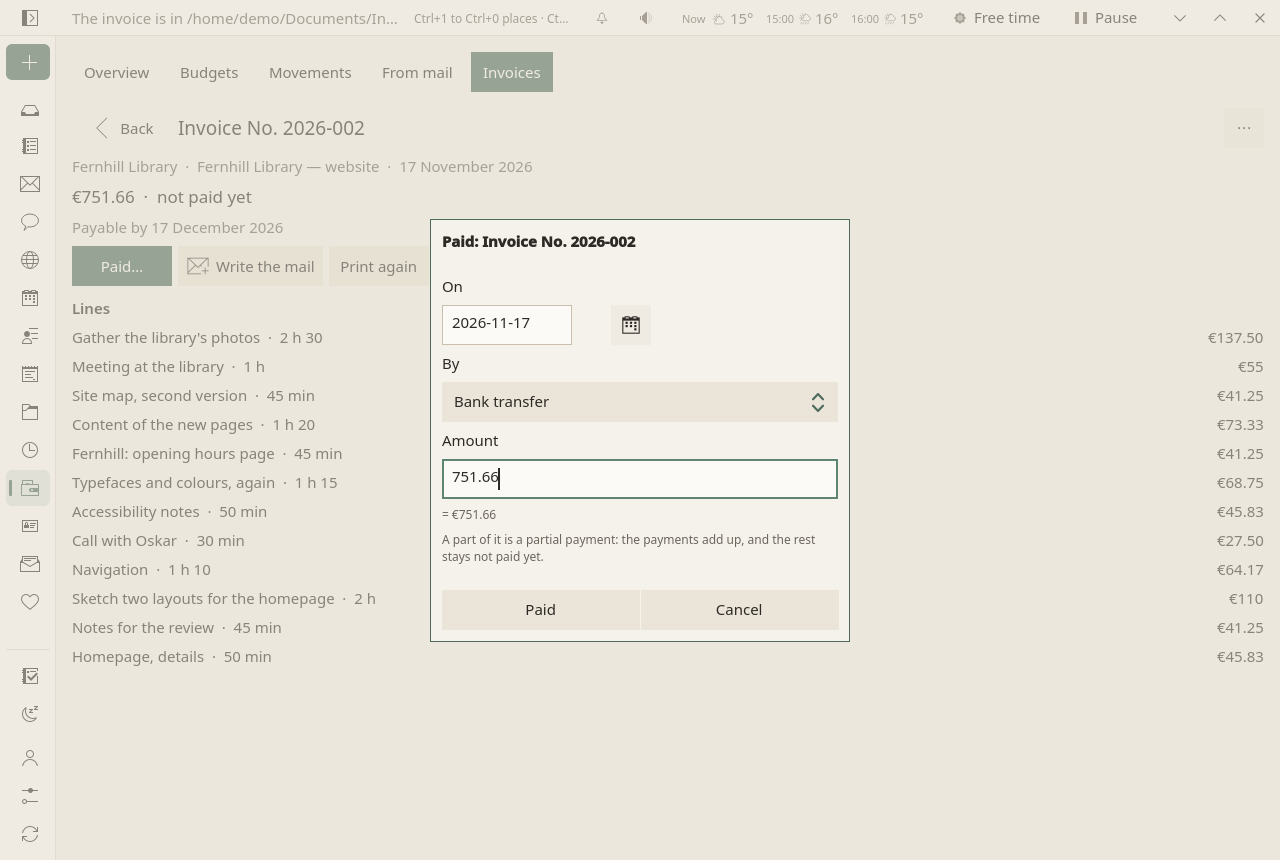 The invoice is in /home/demo/Documents/In...
Ctrl+1 to Ctrl+0 places · Ct...
Now 15° 15:00 16° 16:00 15°
Free time
Pause
Overview
Budgets
Movements
From mail
Invoices
Back
Invoice No. 2026-002
...
Fernhill Library · Fernhill Library — website · 17 November 2026
€751.66 · not paid yet
Payable by 17 December 2026
Paid...
Write the mail
Print again
Lines
Gather the library's photos · 2 h 30 €137.50
Meeting at the library · 1 h €55
Site map, second version · 45 min €41.25
Content of the new pages · 1 h 20 €73.33
Fernhill: opening hours page · 45 min €41.25
Typefaces and colours, again · 1 h 15 €68.75
Accessibility notes · 50 min €45.83
Call with Oskar · 30 min €27.50
Navigation · 1 h 10 €64.17
Sketch two layouts for the homepage · 2 h €110
Notes for the review · 45 min €41.25
Homepage, details · 50 min €45.83
Paid: Invoice No. 2026-002
On
2026-11-17
By
Bank transfer
Amount
751.66
= €751.66
A part of it is a partial payment: the payments add up, and the rest
stays not paid yet.
Paid
Cancel